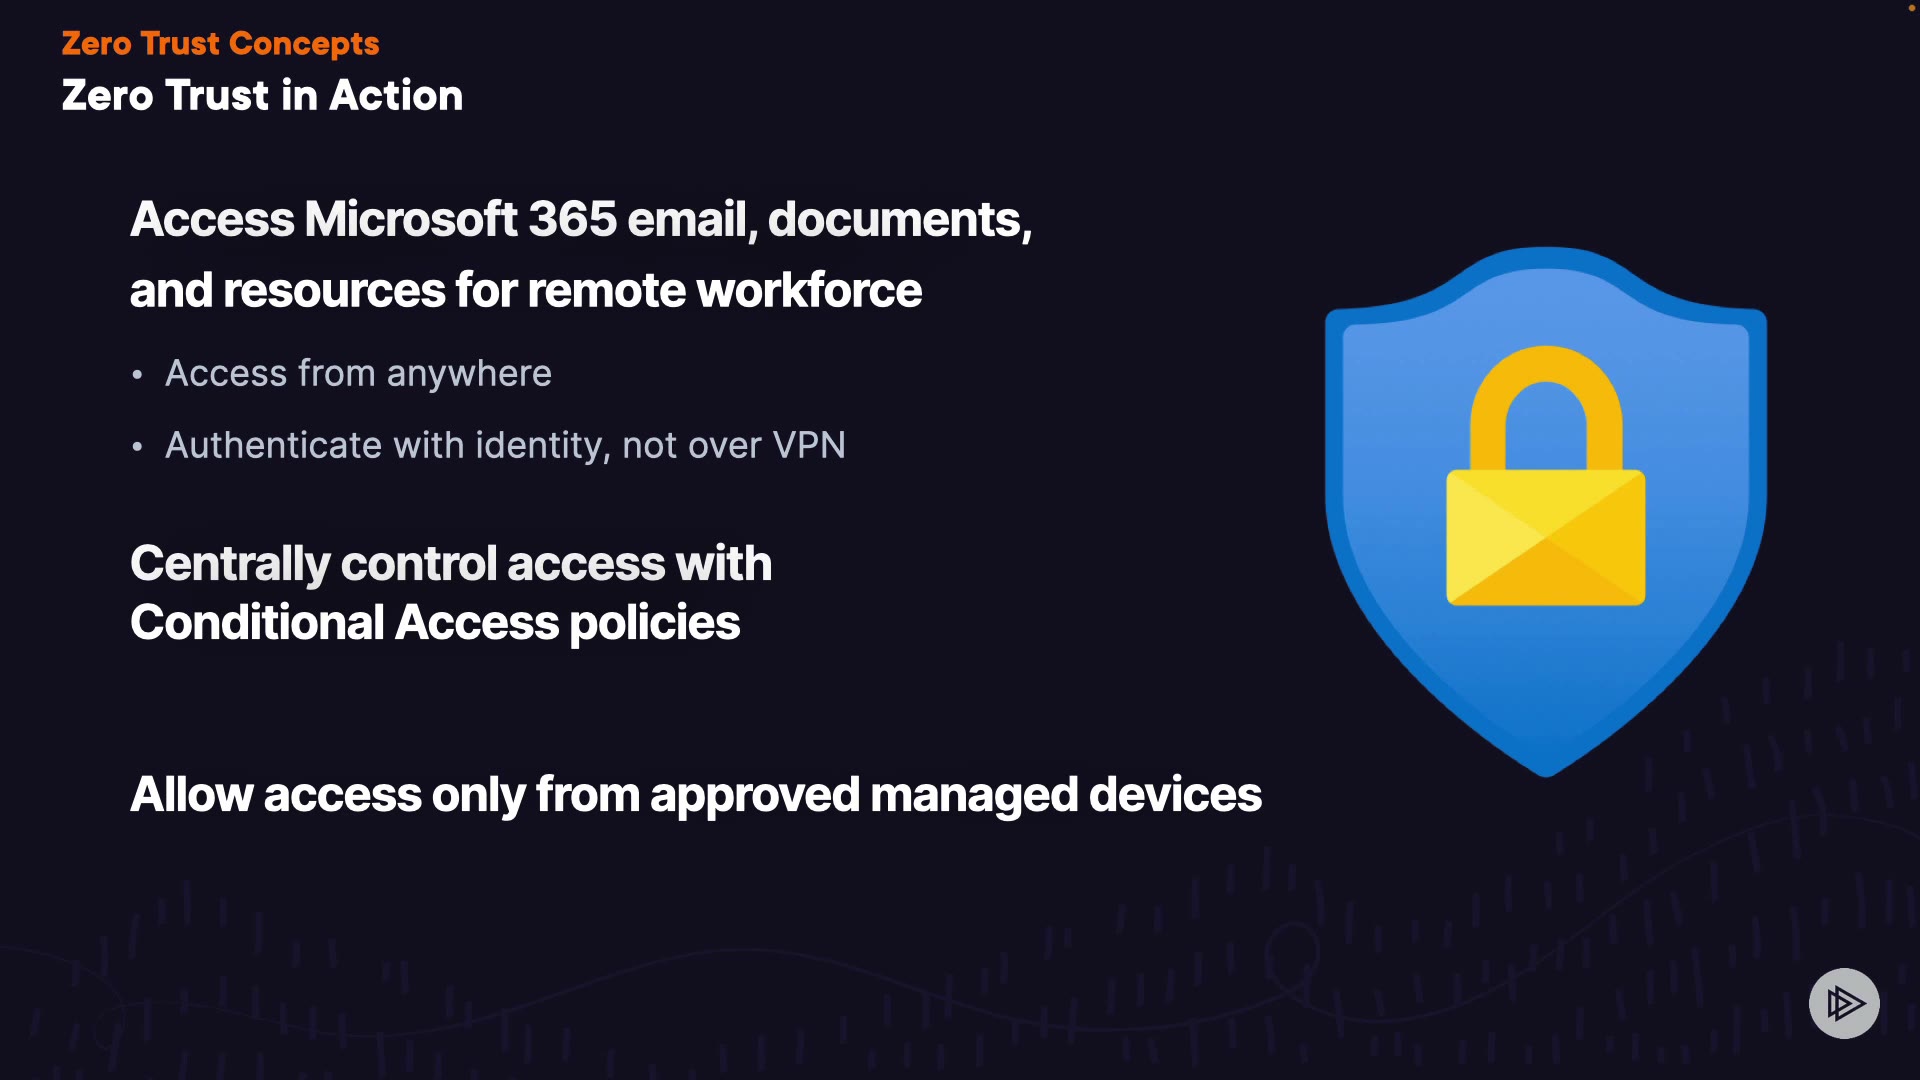 Zero Trust Concepts
Zero Trust in Action
Access Microsoft 365 email, documents,
and resources for remote workforce
• Access from anywhere
• Authenticate with identity, not over VPN
Centrally control access with
Conditional Access policies
Allow access only from approved managed devices